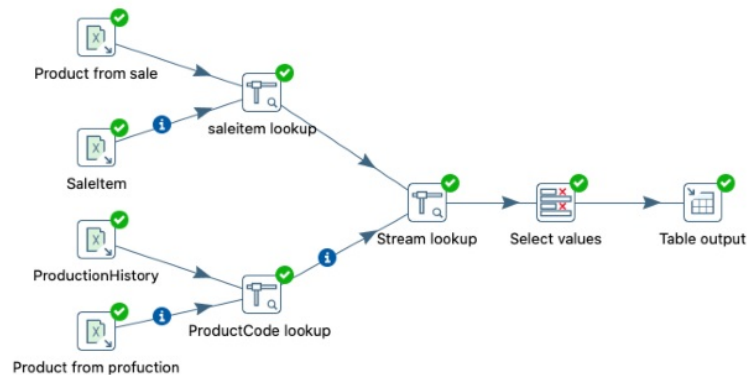 Product from sale
saleitem lookup
SaleItem
Stream lookup
Select values
Table output
ProductionHistory
ProductCode lookup
Product from profuction